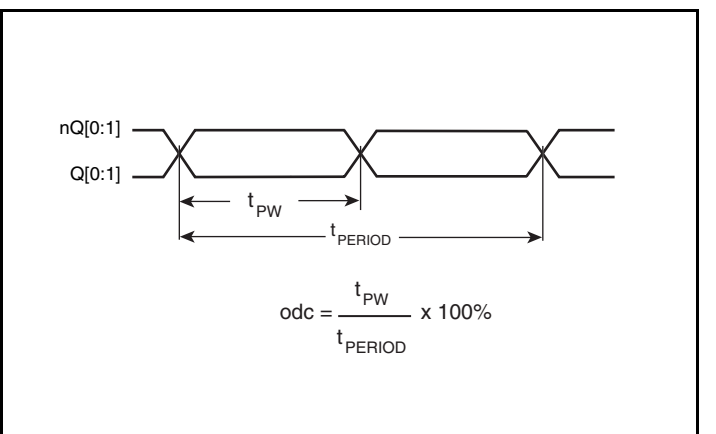 nQ[0:1]
Q[0:1]
tPW
tPERIOD
odc = tPW / tPERIOD x 100%